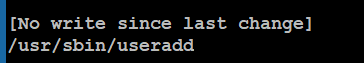 [No write since last change]
/usr/sbin/useradd